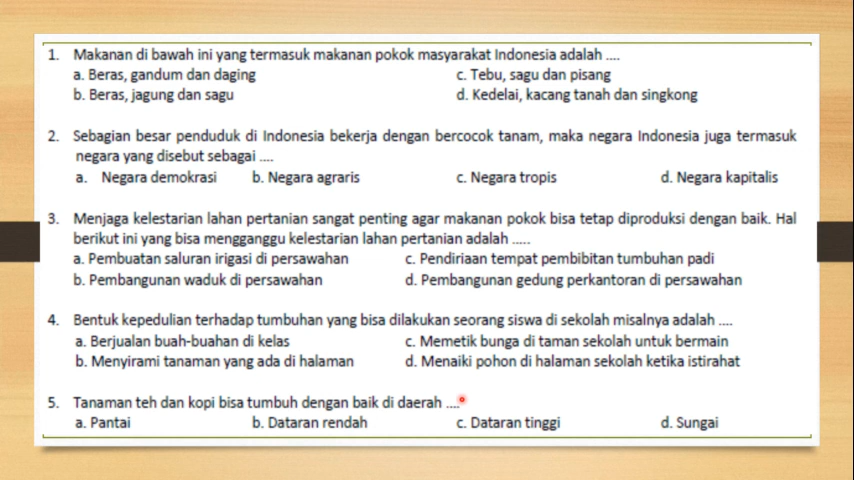 1. Makanan di bawah ini yang termasuk makanan pokok masyarakat Indonesia adalah ....
a. Beras, gandum dan daging c. Tebu, sagu dan pisang
b. Beras, jagung dan sagu d. Kedelai, kacang tanah dan singkong
2. Sebagian besar penduduk di Indonesia bekerja dengan bercocok tanam, maka negara Indonesia juga termasuk
negara yang disebut sebagai ....
a. Negara demokrasi b. Negara agraris c. Negara tropis d. Negara kapitalis
3. Menjaga kelestarian lahan pertanian sangat penting agar makanan pokok bisa tetap diproduksi dengan baik. Hal
berikut ini yang bisa mengganggu kelestarian lahan pertanian adalah .....
a. Pembuatan saluran irigasi di persawahan c. Pendiriaan tempat pembibitan tumbuhan padi
b. Pembangunan waduk di persawahan d. Pembangunan gedung perkantoran di persawahan
4. Bentuk kepedulian terhadap tumbuhan yang bisa dilakukan seorang siswa di sekolah misalnya adalah ....
a. Berjualan buah-buahan di kelas c. Memetik bunga di taman sekolah untuk bermain
b. Menyirami tanaman yang ada di halaman d. Menaiki pohon di halaman sekolah ketika istirahat
5. Tanaman teh dan kopi bisa tumbuh dengan baik di daerah ....
a. Pantai b. Dataran rendah c. Dataran tinggi d. Sungai